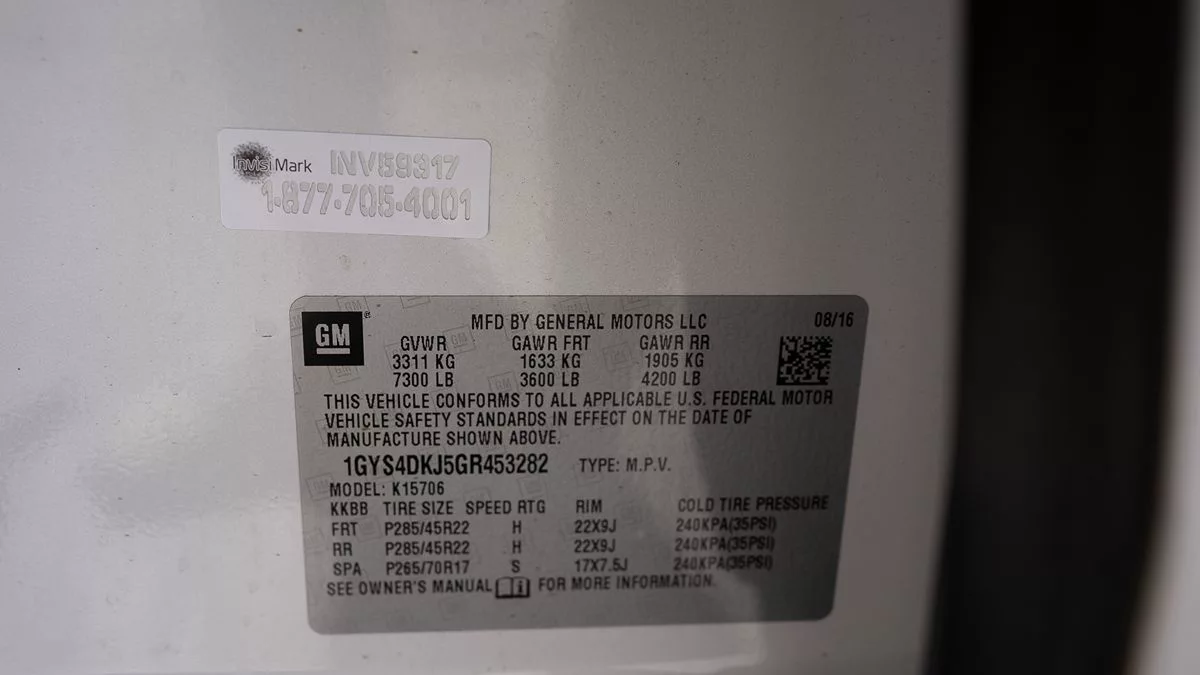 InvisiMark INV59317
1-877-705-4001
GM ® MFD BY GENERAL MOTORS LLC 08/16
GVWR GAWR FRT GAWR RR
3311 KG 1633 KG 1905 KG
7300 LB 3600 LB 4200 LB
THIS VEHICLE CONFORMS TO ALL APPLICABLE U.S. FEDERAL MOTOR
VEHICLE SAFETY STANDARDS IN EFFECT ON THE DATE OF
MANUFACTURE SHOWN ABOVE.
1GYS4DKJ5GR453282 TYPE: M.P.V.
MODEL: K15706
KKBB TIRE SIZE SPEED RTG RIM COLD TIRE PRESSURE
FRT P285/45R22 H 22X9J 240KPA(35PSI)
RR P285/45R22 H 22X9J 240KPA(35PSI)
SPA P265/70R17 S 17X7.5J 240KPA(35PSI)
SEE OWNER'S MANUAL FOR MORE INFORMATION.